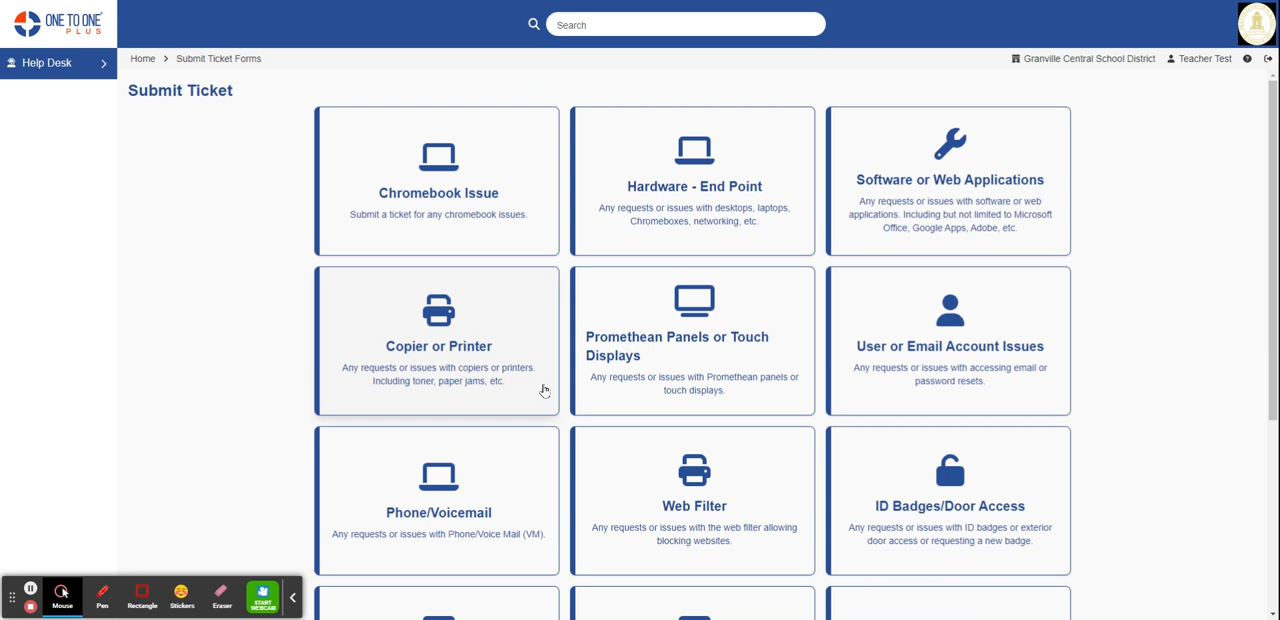 ONE TO ONE
PLUS
Search
Help Desk
Home > Submit Ticket Forms
Granville Central School District
Teacher Test
Submit Ticket
Chromebook Issue
Submit a ticket for any chromebook issues.
Hardware - End Point
Any requests or issues with desktops, laptops,
Chromeboxes, networking, etc.
Software or Web Applications
Any requests or issues with software or web
applications. Including but not limited to Microsoft
Office, Google Apps, Adobe, etc.
Copier or Printer
Any requests or issues with copiers or printers.
Including toner, paper jams, etc.
Promethean Panels or Touch
Displays
Any requests or issues with Promethean panels or
touch displays.
User or Email Account Issues
Any requests or issues with accessing email or
password resets.
Phone/Voicemail
Any requests or issues with Phone/Voice Mail (VM).
Web Filter
Any requests or issues with the web filter allowing
blocking websites.
ID Badges/Door Access
Any requests or issues with ID badges or exterior
door access or requesting a new badge.
Mouse
Pen
Rectangle
Stickers
Eraser
START
WEBCAM